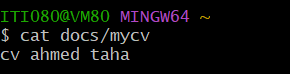 ITI080@VM80 MINGW64 ~
$ cat docs/mycv
cv ahmed taha